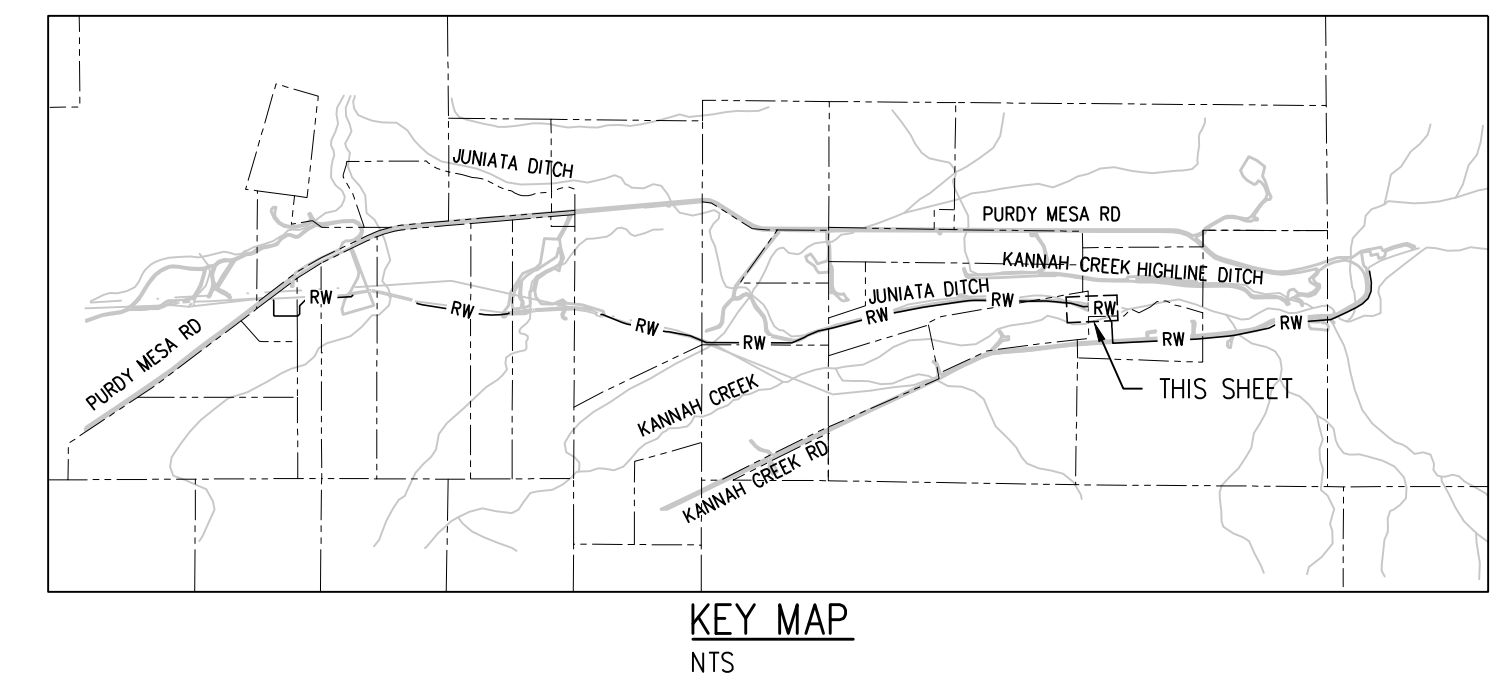 JUNIATA DITCH
PURDY MESA RD
KANNAH CREEK HIGHLINE DITCH
JUNIATA DITCH
RW
RW
RW
RW
RW
RW
RW
RW
RW
PURDY MESA RD
THIS SHEET
KANNAH CREEK
KANNAH CREEK RD
KEY MAP
NTS